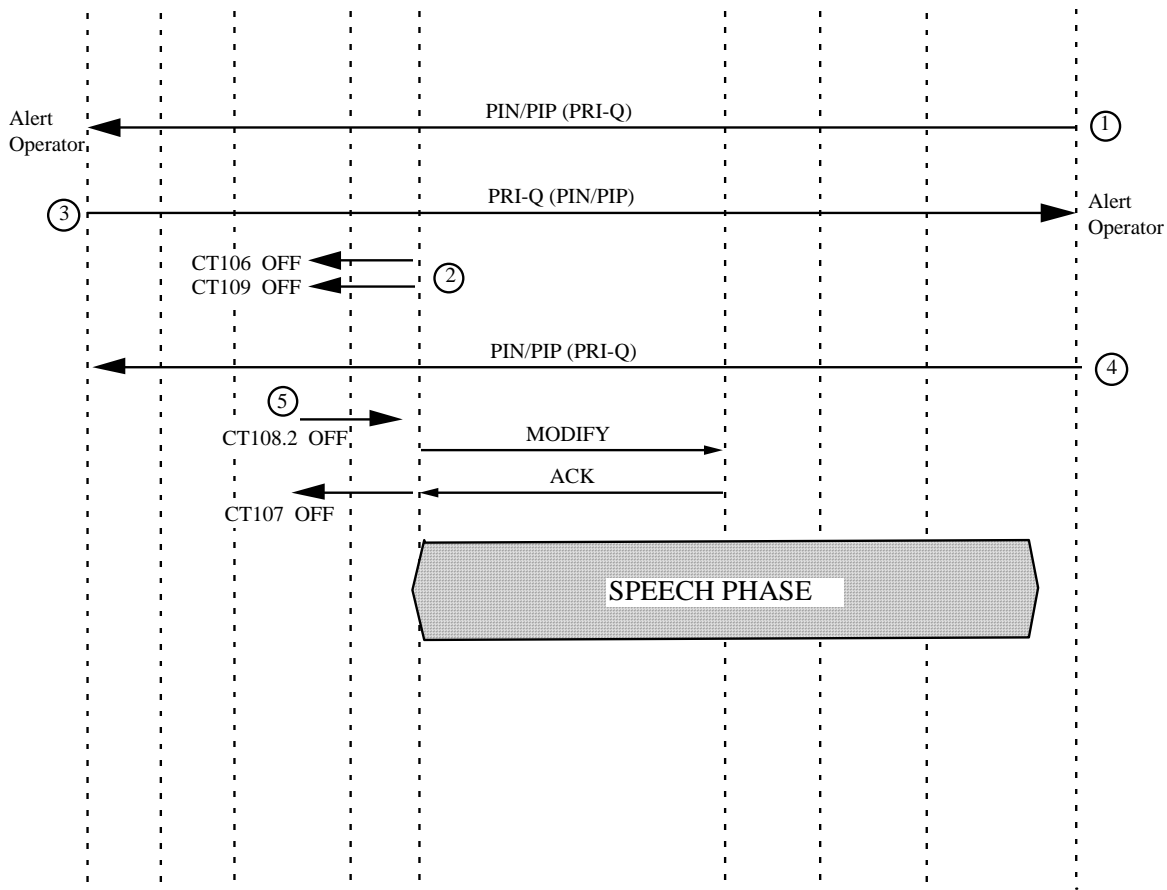 PIN/PIP (PRI-Q)
Alert
Operator
1
PRI-Q (PIN/PIP)
3
Alert
Operator
CT106 OFF
2
CT109 OFF
PIN/PIP (PRI-Q)
4
5
CT108.2 OFF
MODIFY
ACK
CT107 OFF
SPEECH PHASE